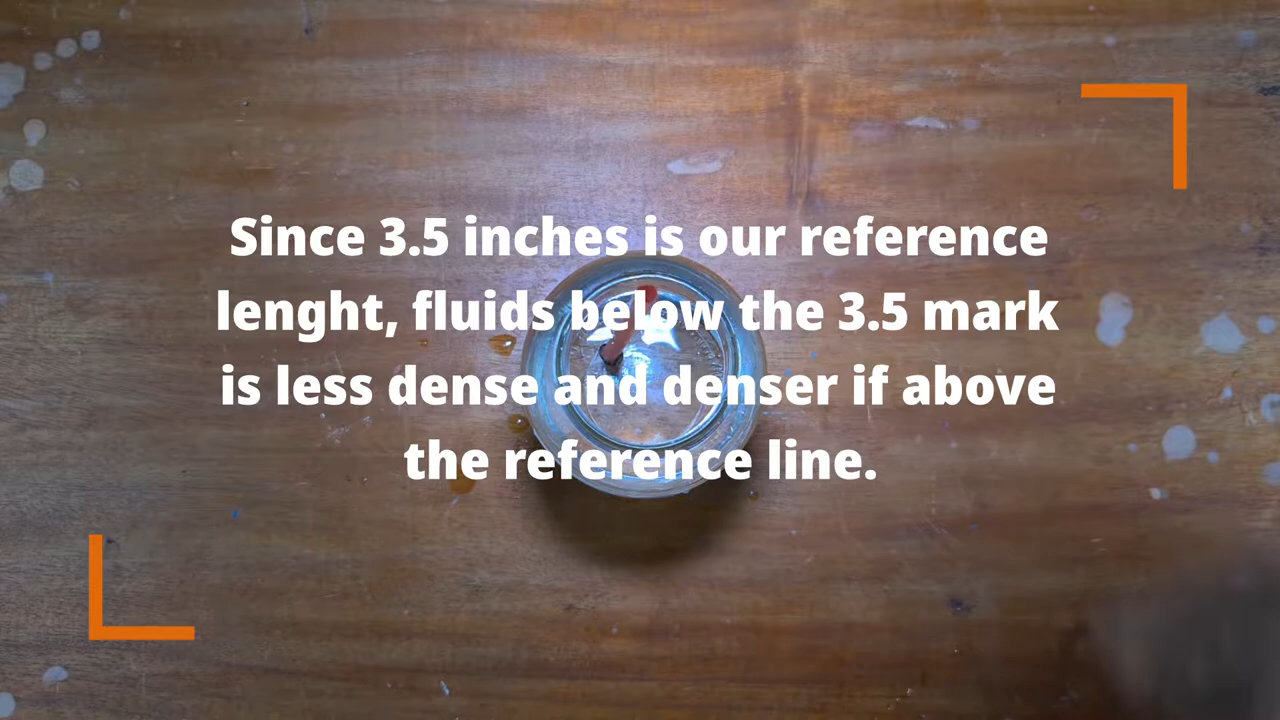 Since 3.5 inches is our reference
lenght, fluids below the 3.5 mark
is less dense and denser if above
the reference line.